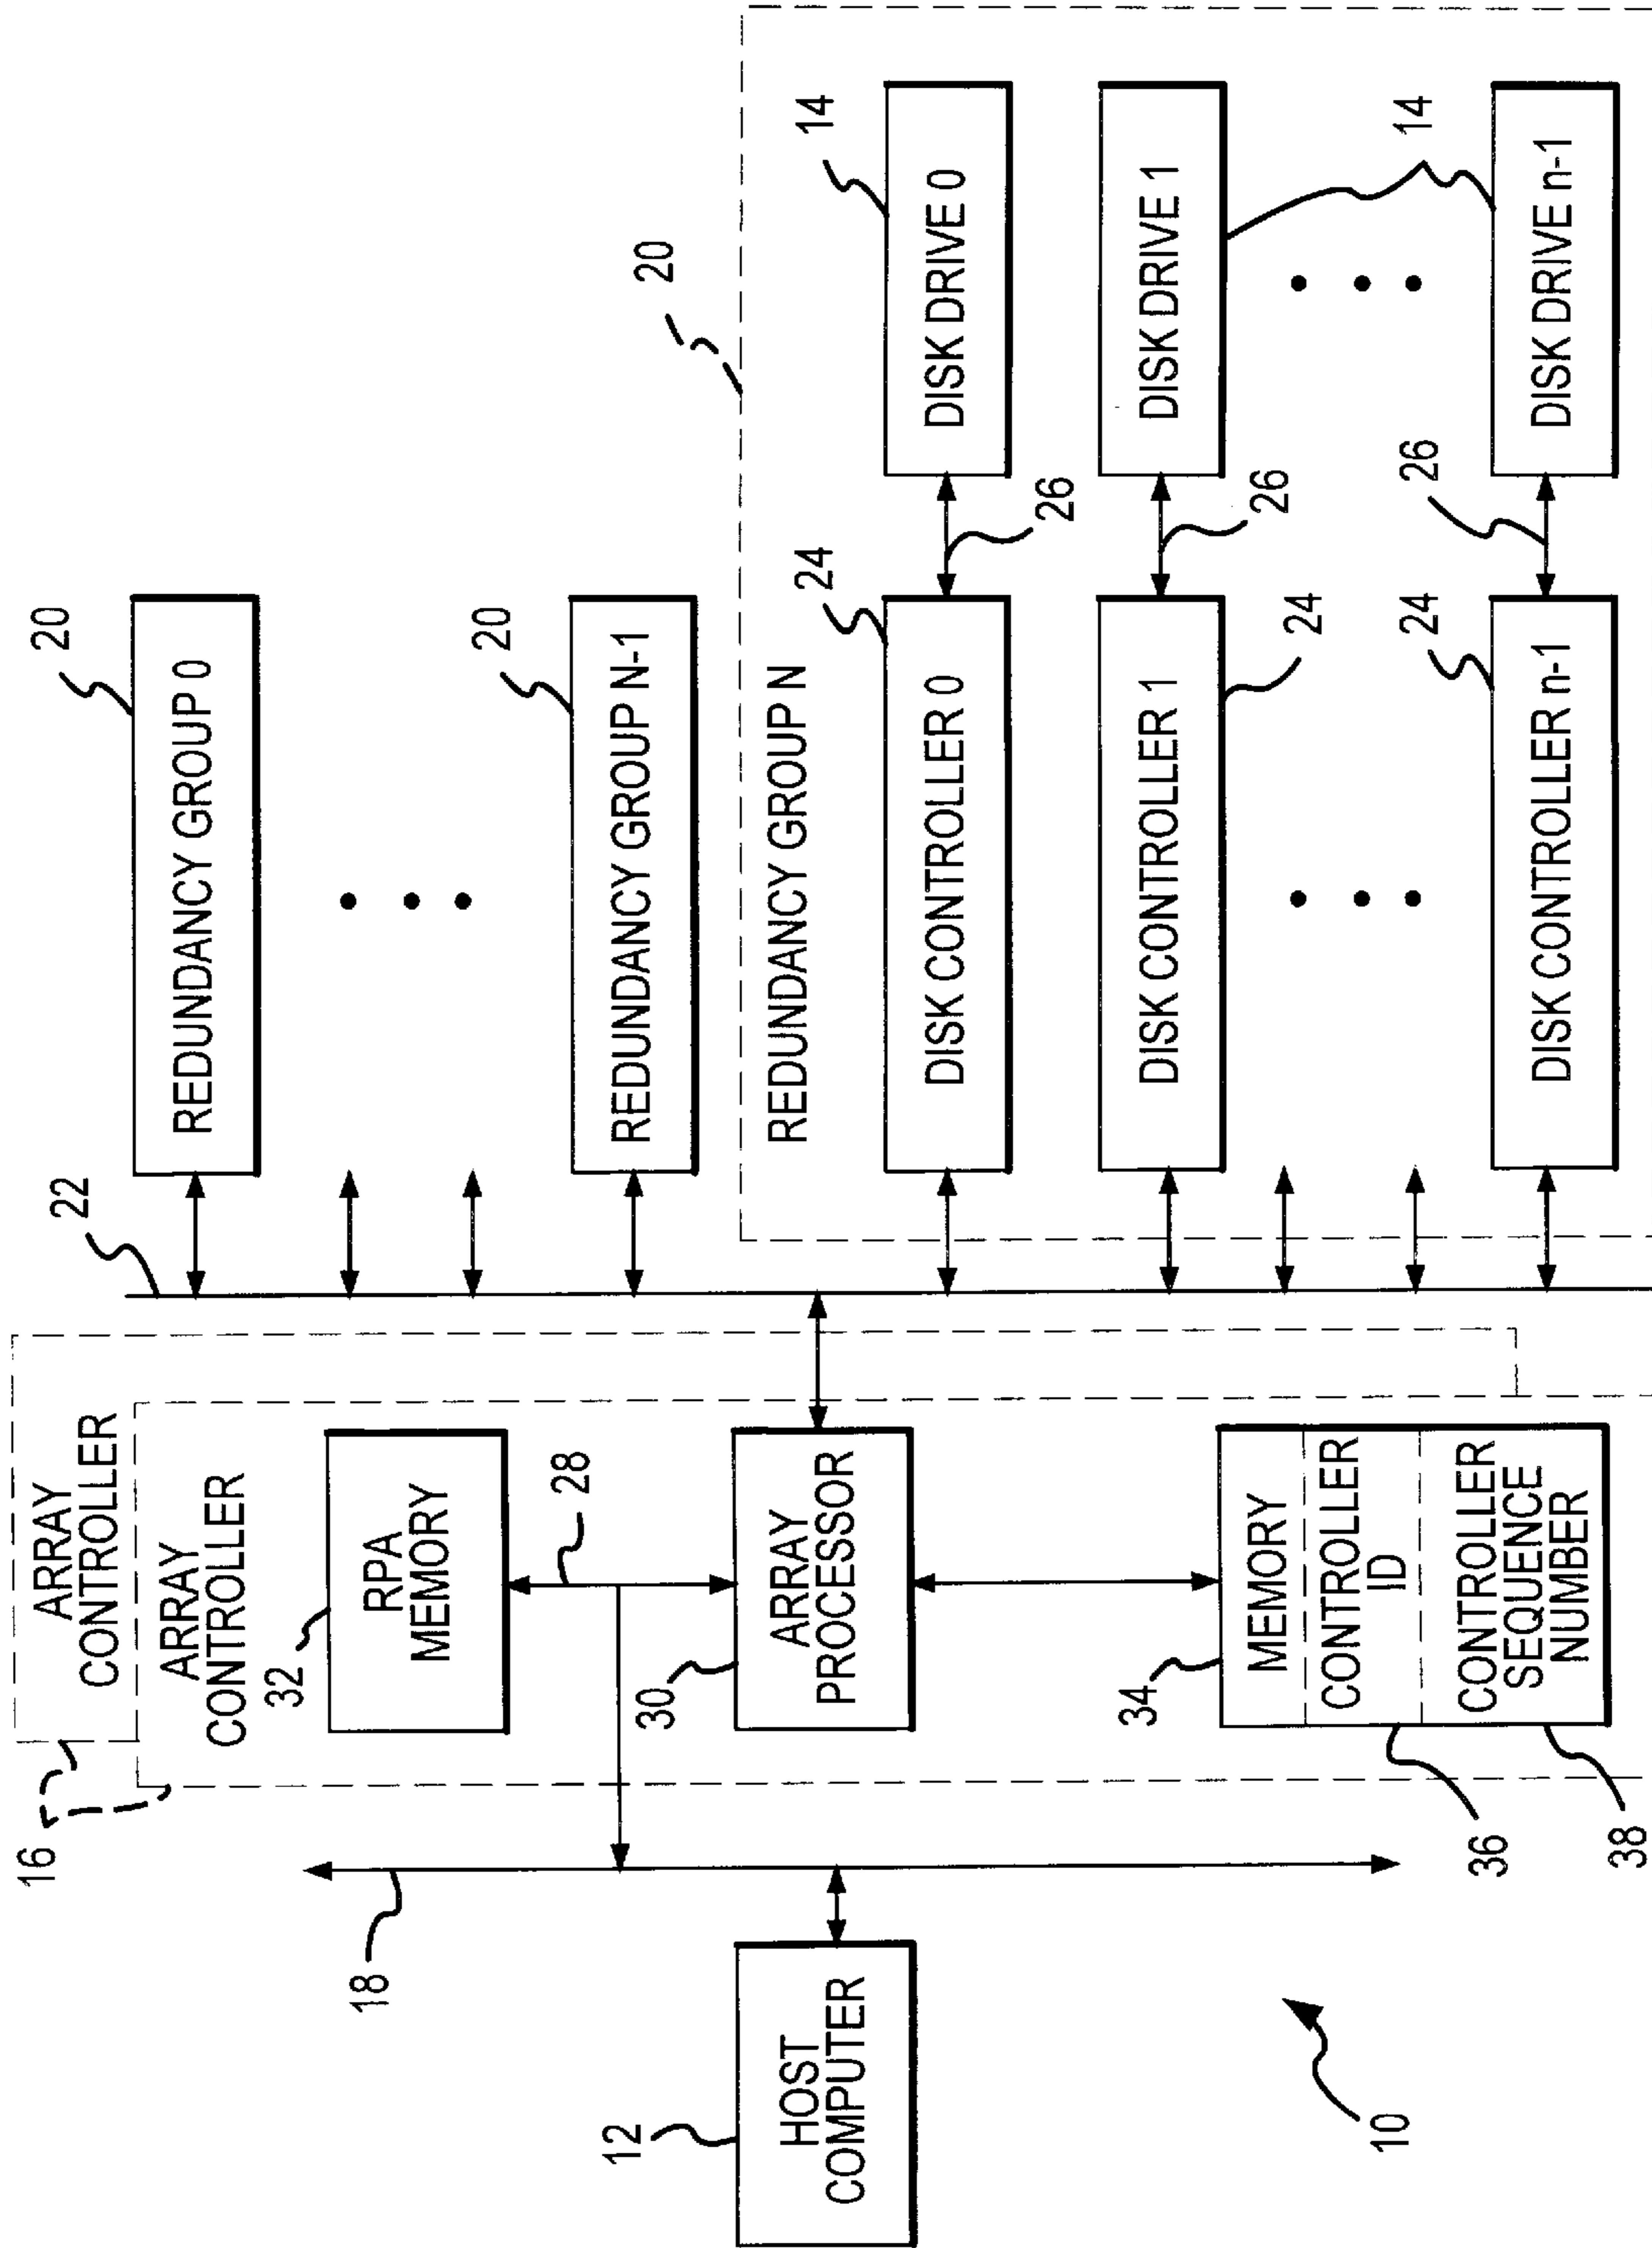 10
12
HOST
COMPUTER
18
16
ARRAY
CONTROLLER
ARRAY
CONTROLLER
32
RPA
MEMORY
28
30
ARRAY
PROCESSOR
34
MEMORY
CONTROLLER
ID
CONTROLLER
SEQUENCE
NUMBER
36
38
22
20
REDUNDANCY GROUP 0
20
REDUNDANCY GROUP N-1
20
REDUNDANCY GROUP N
24
DISK CONTROLLER 0
26
14
DISK DRIVE 0
DISK CONTROLLER 1
24
26
DISK DRIVE 1
14
24
DISK CONTROLLER n-1
26
DISK DRIVE n-1